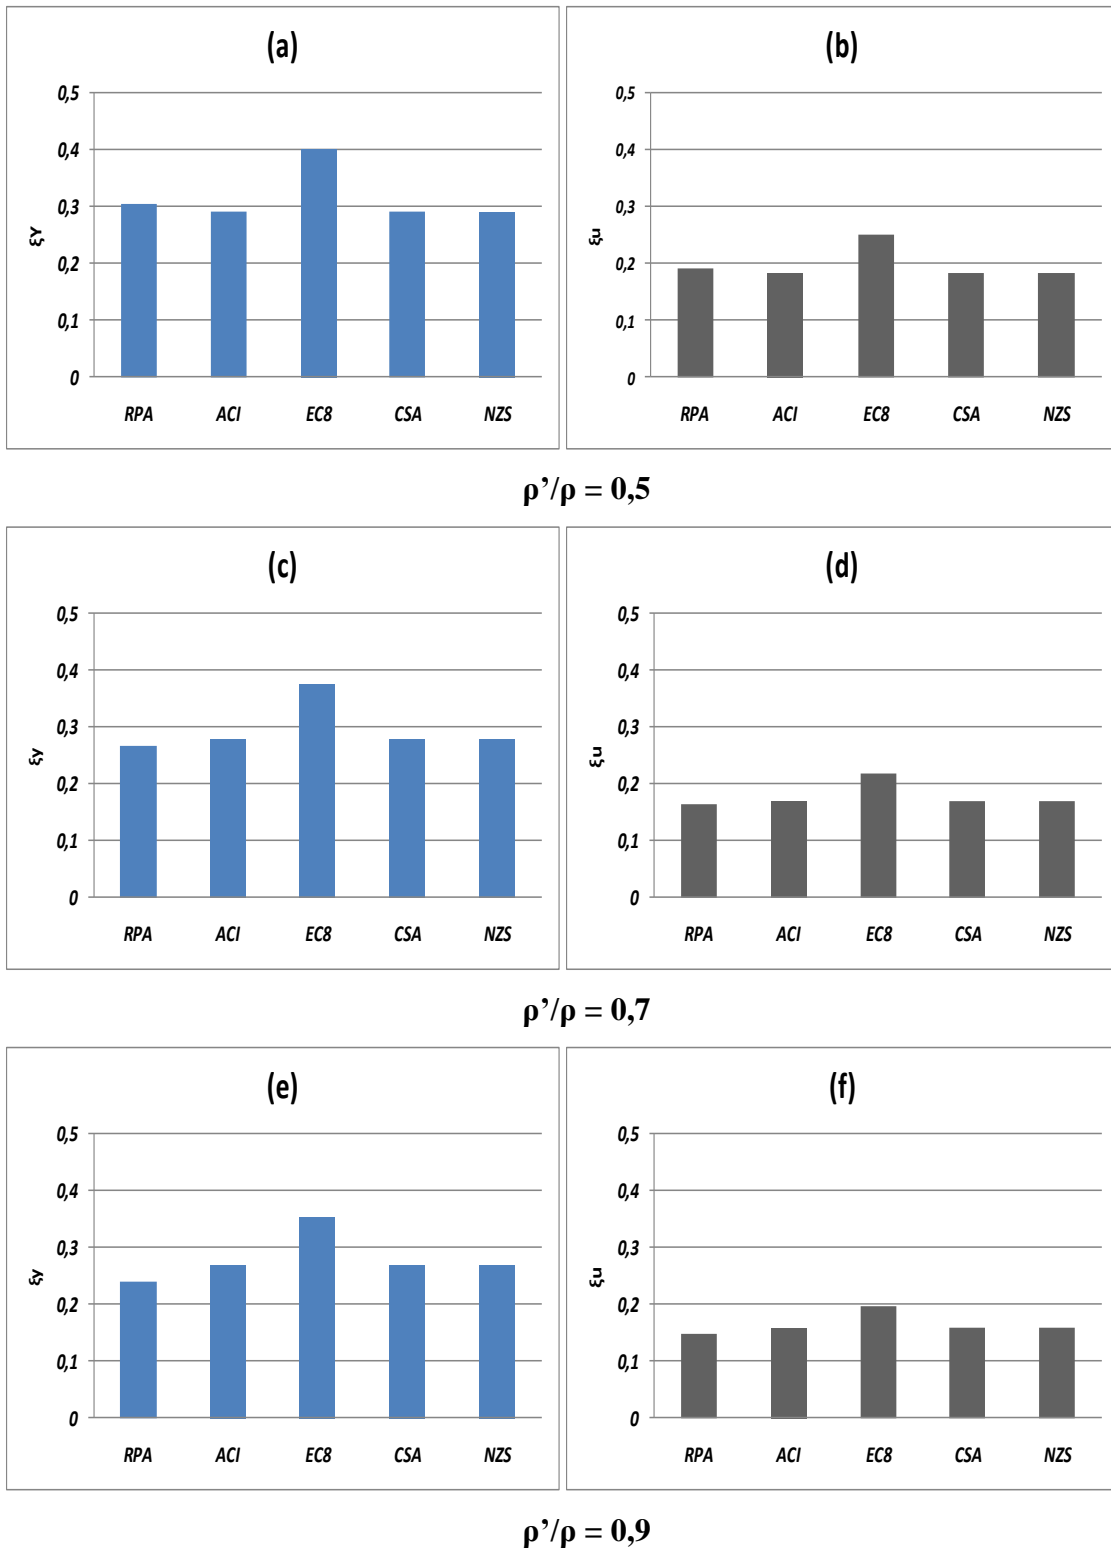 (a)
0,5
0,4
0,3
0,2
0,1
0
ξY
RPA ACI EC8 CSA NZS
(b)
0,5
0,4
0,3
0,2
0,1
0
ξu
RPA ACI EC8 CSA NZS
ρ’/ρ = 0,5
(c)
0,5
0,4
0,3
0,2
0,1
0
ξy
RPA ACI EC8 CSA NZS
(d)
0,5
0,4
0,3
0,2
0,1
0
ξu
RPA ACI EC8 CSA NZS
ρ’/ρ = 0,7
(e)
0,5
0,4
0,3
0,2
0,1
0
ξy
RPA ACI EC8 CSA NZS
(f)
0,5
0,4
0,3
0,2
0,1
0
ξu
RPA ACI EC8 CSA NZS
ρ’/ρ = 0,9